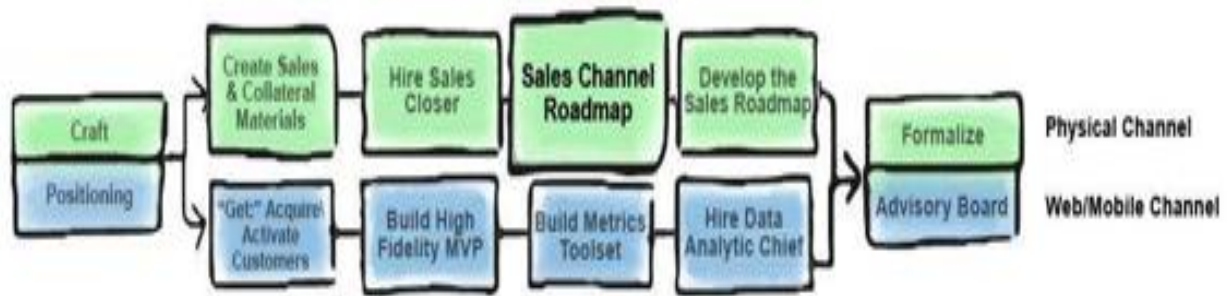 Craft
Positioning
Create Sales
& Collateral
Materials
Hire Sales
Closer
Sales Channel
Roadmap
Develop the
Sales Roadmap
"Get:" Acquire\
Activate
Customers
Build High
Fidelity MVP
Build Metrics
Toolset
Hire Data
Analytic Chief
Formalize
Advisory Board
Physical Channel
Web/Mobile Channel